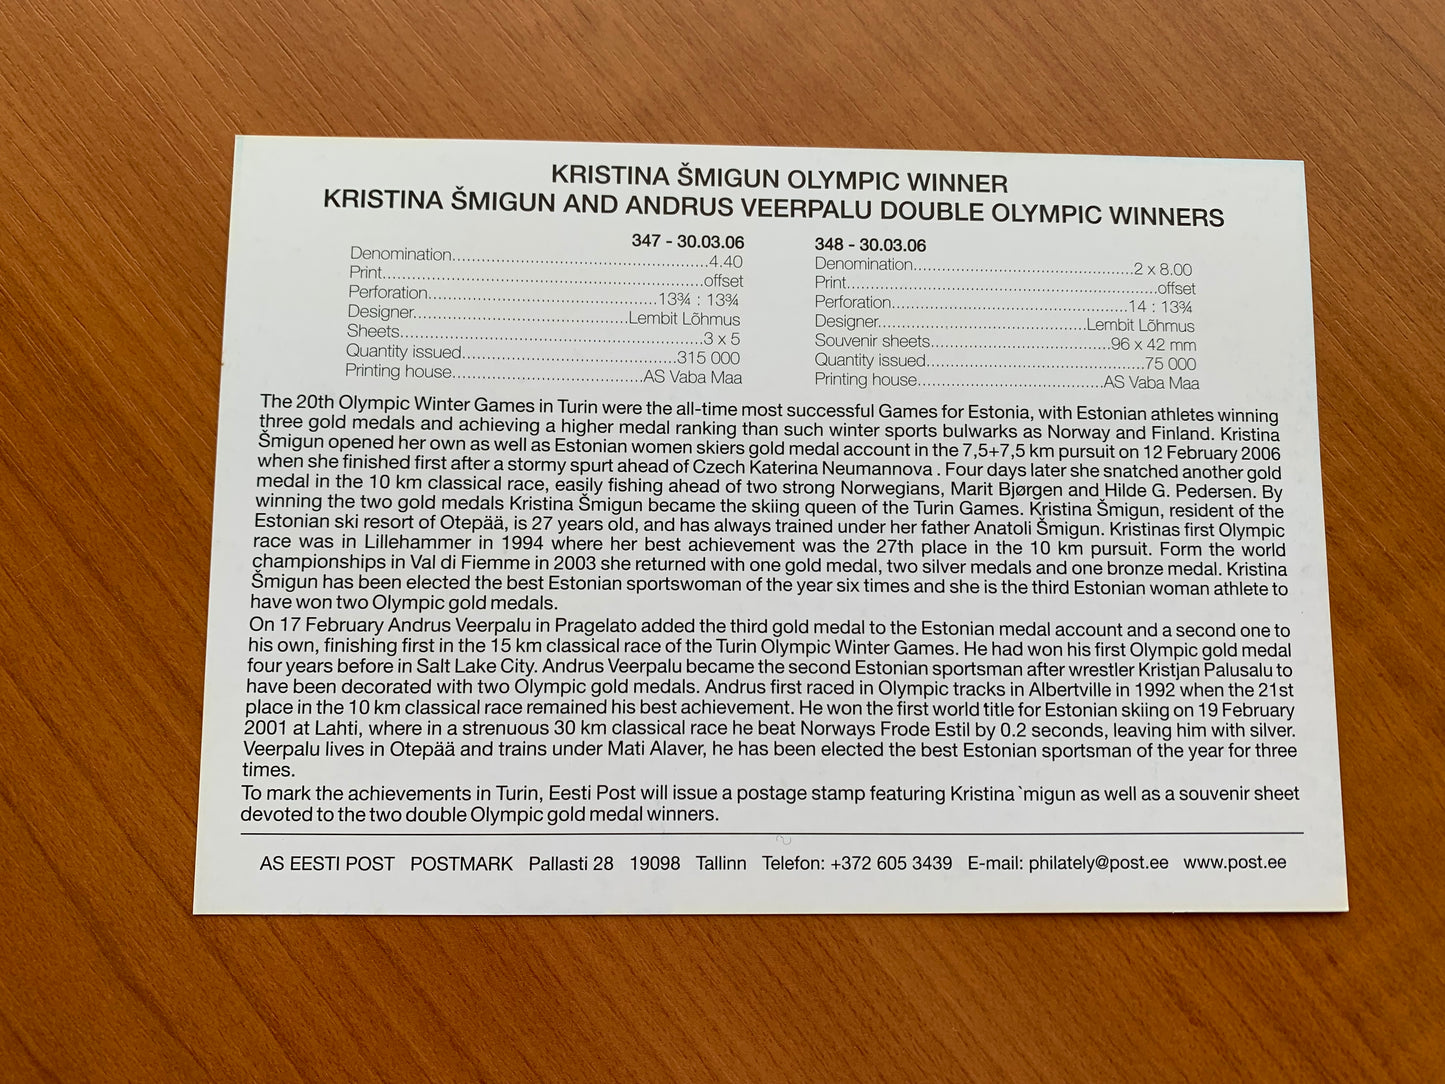 KRISTINA ŠMIGUN OLYMPIC WINNER
KRISTINA ŠMIGUN AND ANDRUS VEERPALU DOUBLE OLYMPIC WINNERS
347 - 30.03.06
Denomination..............................................4.40
Print..........................................................offset
Perforation.........................................13¾ : 13¾
Designer......................................Lembit Lõhmus
Sheets.......................................................3 x 5
Quantity issued.......................................315 000
Printing house..................................AS Vaba Maa
348 - 30.03.06
Denomination........................................2 x 8.00
Print........................................................offset
Perforation...........................................14 : 13¾
Designer.....................................Lembit Lõhmus
Souvenir sheets................................96 x 42 mm
Quantity issued.......................................75 000
Printing house.................................AS Vaba Maa
The 20th Olympic Winter Games in Turin were the all-time most successful Games for Estonia, with Estonian athletes winning
three gold medals and achieving a higher medal ranking than such winter sports bulwarks as Norway and Finland. Kristina
Šmigun opened her own as well as Estonian women skiers gold medal account in the 7,5+7,5 km pursuit on 12 February 2006
when she finished first after a stormy spurt ahead of Czech Katerina Neumannova . Four days later she snatched another gold
medal in the 10 km classical race, easily fishing ahead of two strong Norwegians, Marit Bjørgen and Hilde G. Pedersen. By
winning the two gold medals Kristina Šmigun became the skiing queen of the Turin Games. Kristina Šmigun, resident of the
Estonian ski resort of Otepää, is 27 years old, and has always trained under her father Anatoli Šmigun. Kristinas first Olympic
race was in Lillehammer in 1994 where her best achievement was the 27th place in the 10 km pursuit. Form the world
championships in Val di Fiemme in 2003 she returned with one gold medal, two silver medals and one bronze medal. Kristina
Šmigun has been elected the best Estonian sportswoman of the year six times and she is the third Estonian woman athlete to
have won two Olympic gold medals.
On 17 February Andrus Veerpalu in Pragelato added the third gold medal to the Estonian medal account and a second one to
his own, finishing first in the 15 km classical race of the Turin Olympic Winter Games. He had won his first Olympic gold medal
four years before in Salt Lake City. Andrus Veerpalu became the second Estonian sportsman after wrestler Kristjan Palusalu to
have been decorated with two Olympic gold medals. Andrus first raced in Olympic tracks in Albertville in 1992 when the 21st
place in the 10 km classical race remained his best achievement. He won the first world title for Estonian skiing on 19 February
2001 at Lahti, where in a strenuous 30 km classical race he beat Norways Frode Estil by 0.2 seconds, leaving him with silver.
Veerpalu lives in Otepää and trains under Mati Alaver, he has been elected the best Estonian sportsman of the year for three
times.
To mark the achievements in Turin, Eesti Post will issue a postage stamp featuring Kristina `migun as well as a souvenir sheet
devoted to the two double Olympic gold medal winners.
AS EESTI POST POSTMARK Pallasti 28 19098 Tallinn Telefon: +372 605 3439 E-mail: philately@post.ee www.post.ee